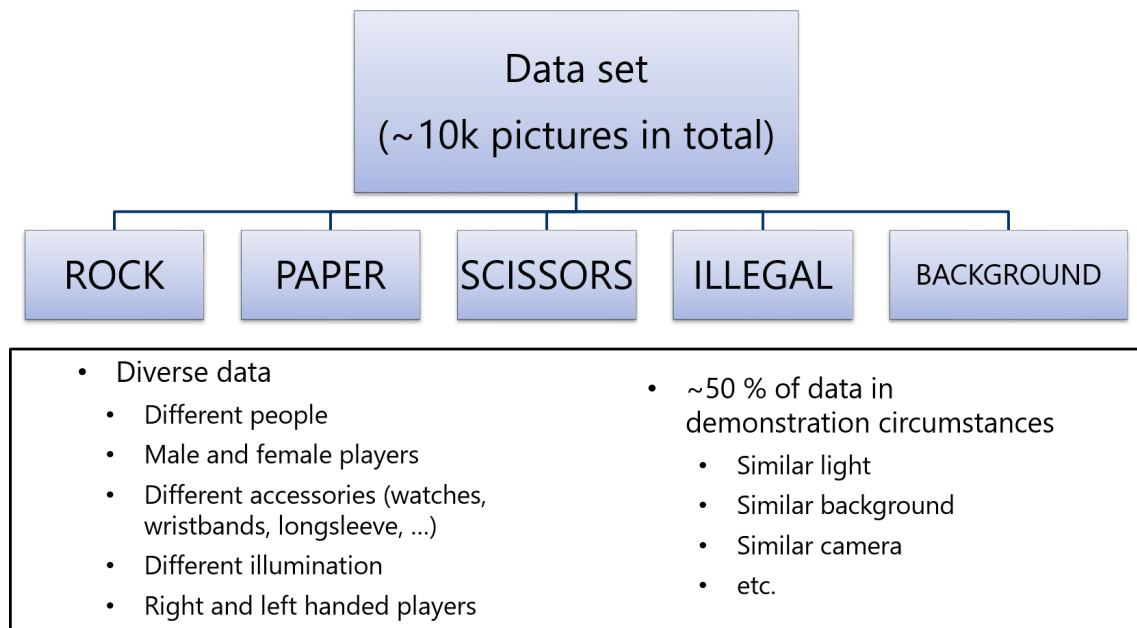 Data set
(~10k pictures in total)
ROCK
PAPER
SCISSORS
ILLEGAL
BACKGROUND
• Diverse data
• Different people
• Male and female players
• Different accessories (watches,
wristbands, longsleeve, ...)
• Different illumination
• Right and left handed players
• ~50 % of data in
demonstration circumstances
• Similar light
• Similar background
• Similar camera
• etc.